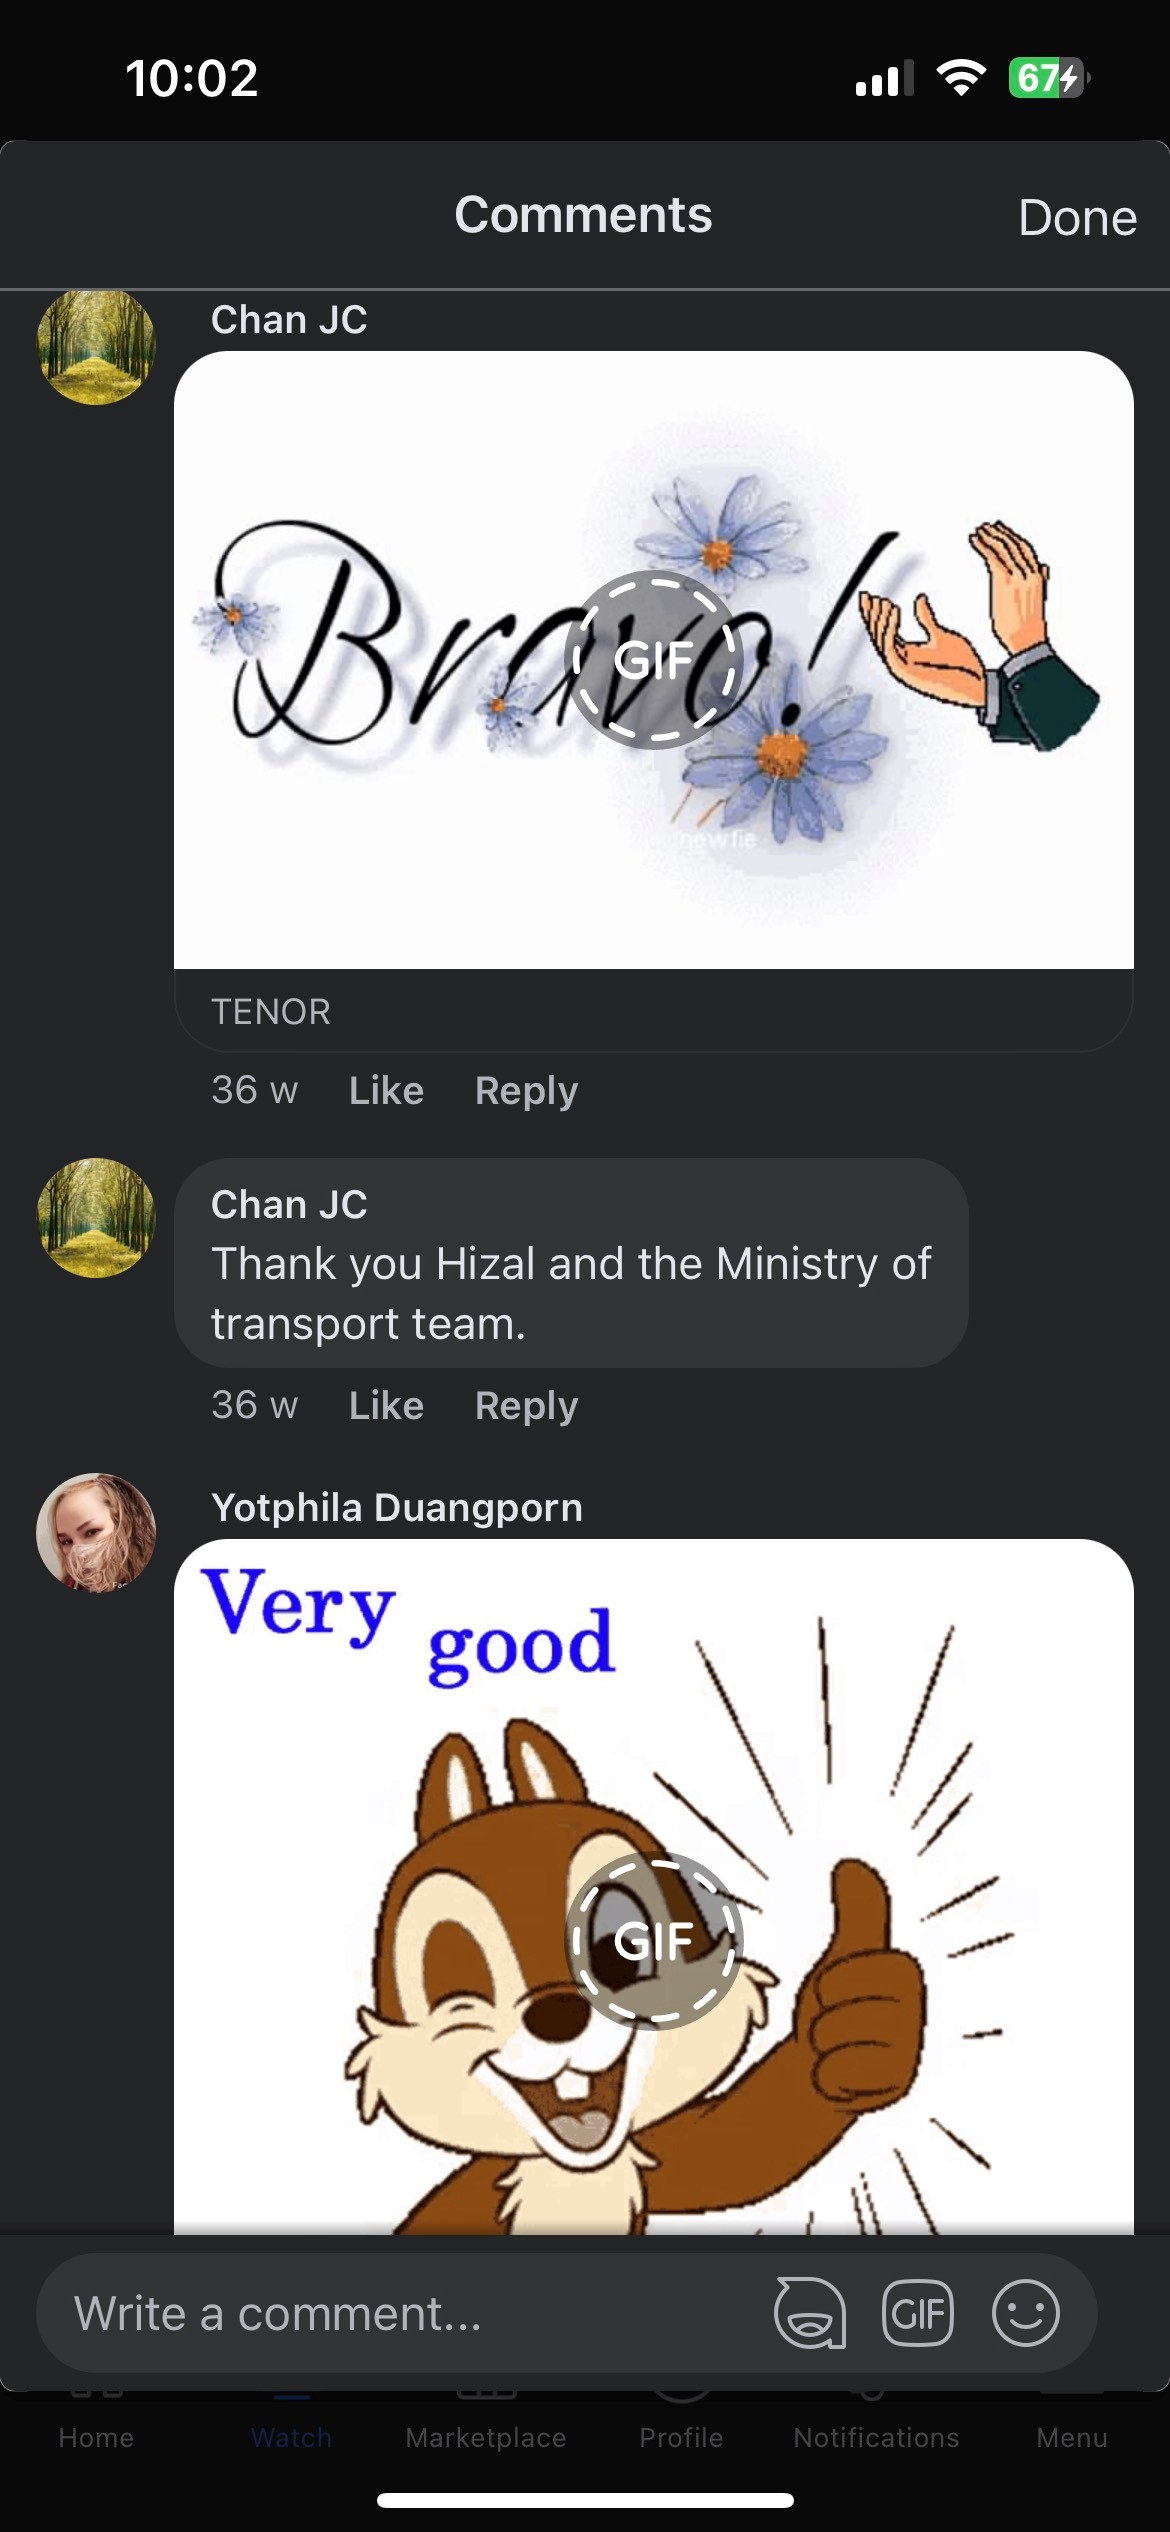 10:02
67
Comments
Done
Chan JC
Bravo!
GIF
newfie
TENOR
36 w Like Reply
Chan JC
Thank you Hizal and the Ministry of
transport team.
36 w Like Reply
Yotphila Duangporn
Very good
GIF
Write a comment...
GIF
Home Watch Marketplace Profile Notifications Menu